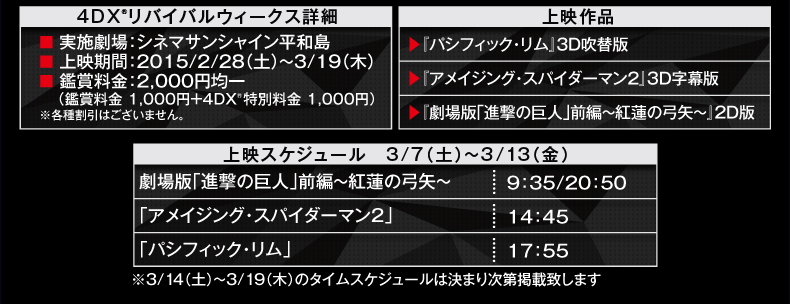 4DX®リバイバルウィークス詳細
■ 実施劇場：シネマサンシャイン平和島
■ 上映期間：2015/2/28（土）～3/19（木）
■ 鑑賞料金：2,000円均一
（鑑賞料金 1,000円＋4DX®特別料金 1,000円）
※各種割引はございません。
上映作品
▶『パシフィック・リム』3D吹替版
▶『アメイジング・スパイダーマン2』3D字幕版
▶『劇場版「進撃の巨人」前編～紅蓮の弓矢～』2D版
上映スケジュール　3/7（土）～3/13（金）
劇場版「進撃の巨人」前編～紅蓮の弓矢～ 9：35/20：50
「アメイジング・スパイダーマン2」 14：45
「パシフィック・リム」 17：55
※3/14（土）～3/19（木）のタイムスケジュールは決まり次第掲載致します